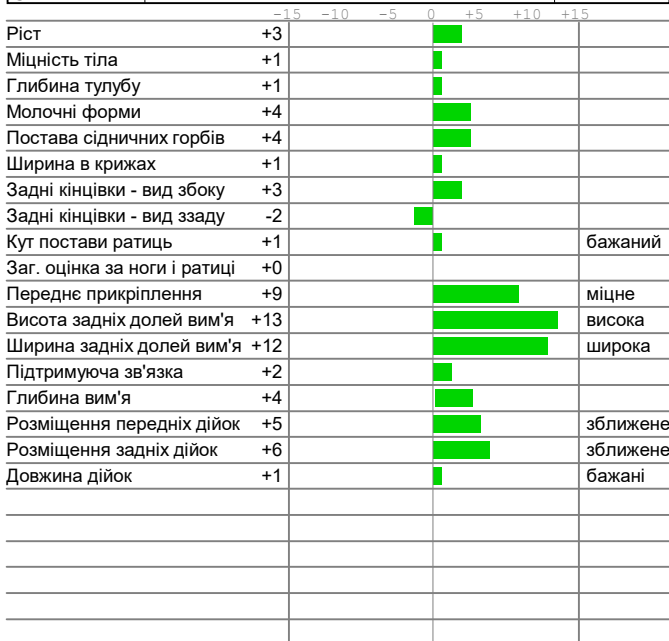 -15 -10 -5 0 +5 +10 +15
Ріст +3
Міцність тіла +1
Глибина тулубу +1
Молочні форми +4
Постава сідничних горбів +4
Ширина в крижах +1
Задні кінцівки - вид збоку +3
Задні кінцівки - вид ззаду -2
Кут постави ратиць +1 бажаний
Заг. оцінка за ноги і ратиці +0
Переднє прикріплення +9 міцне
Висота задніх долей вим'я +13 висока
Ширина задніх долей вим'я +12 широка
Підтримуюча зв'язка +2
Глибина вим'я +4
Розміщення передніх дійок +5 зближене
Розміщення задніх дійок +6 зближене
Довжина дійок +1 бажані